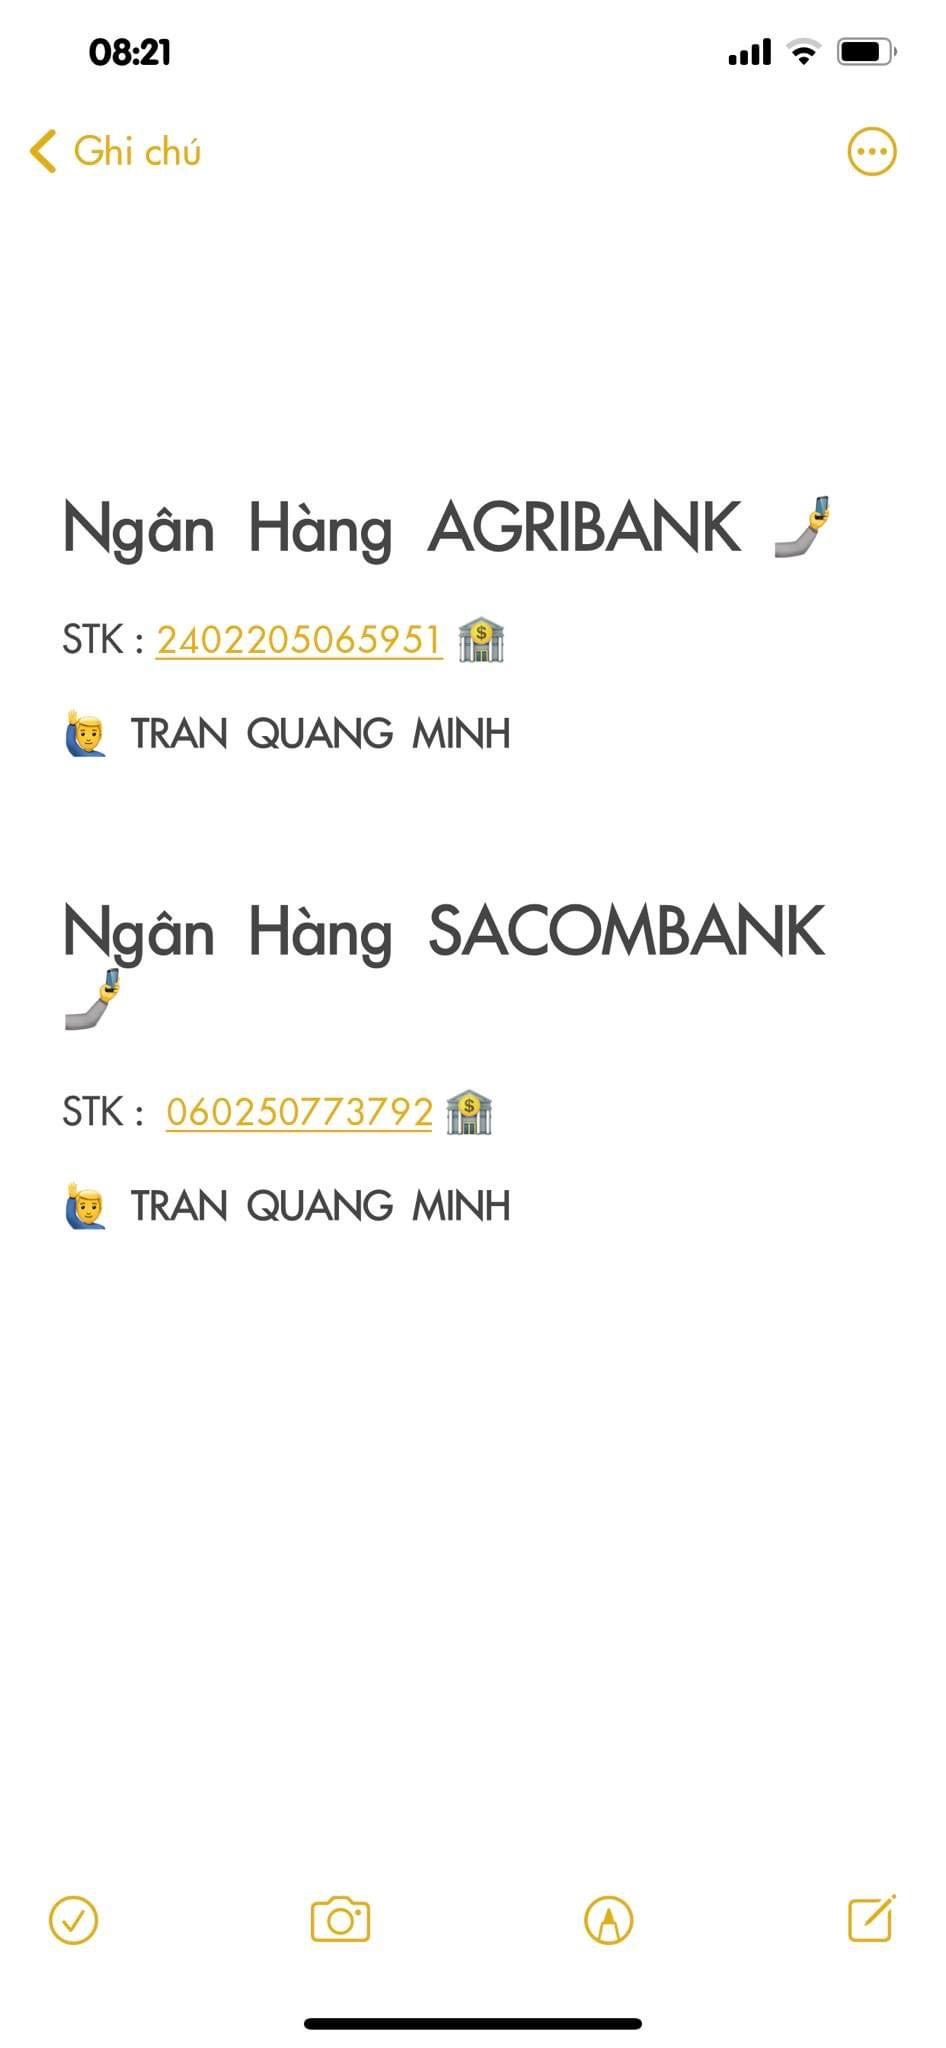 08:21
Ghi chú
Ngân Hàng AGRIBANK
STK : 2402205065951
TRAN QUANG MINH
Ngân Hàng SACOMBANK
STK : 060250773792
TRAN QUANG MINH